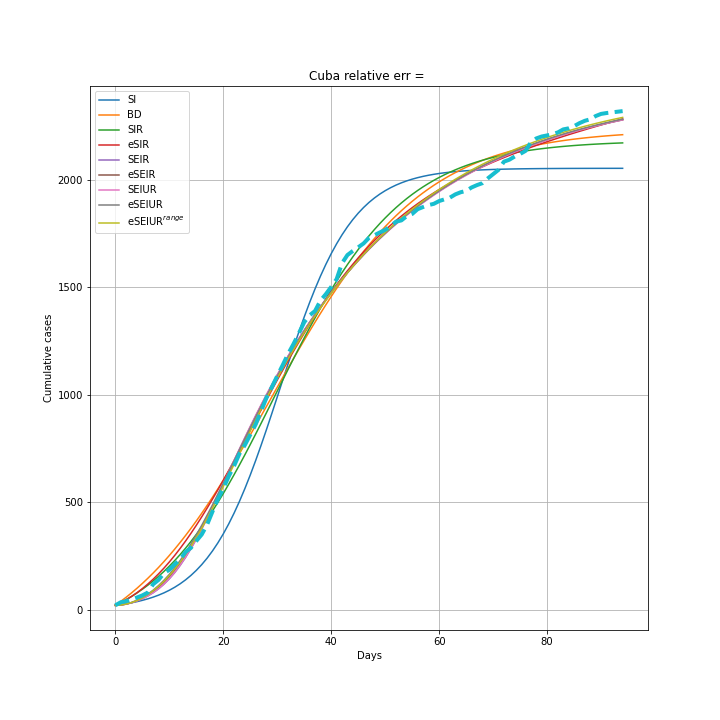 Cuba relative err =
SI
BD
SIR
eSIR
SEIR
eSEIR
SEIUR
eSEIUR
eSEIUR^range
2000
1500
1000
500
0
Cumulative cases
0 20 40 60 80
Days